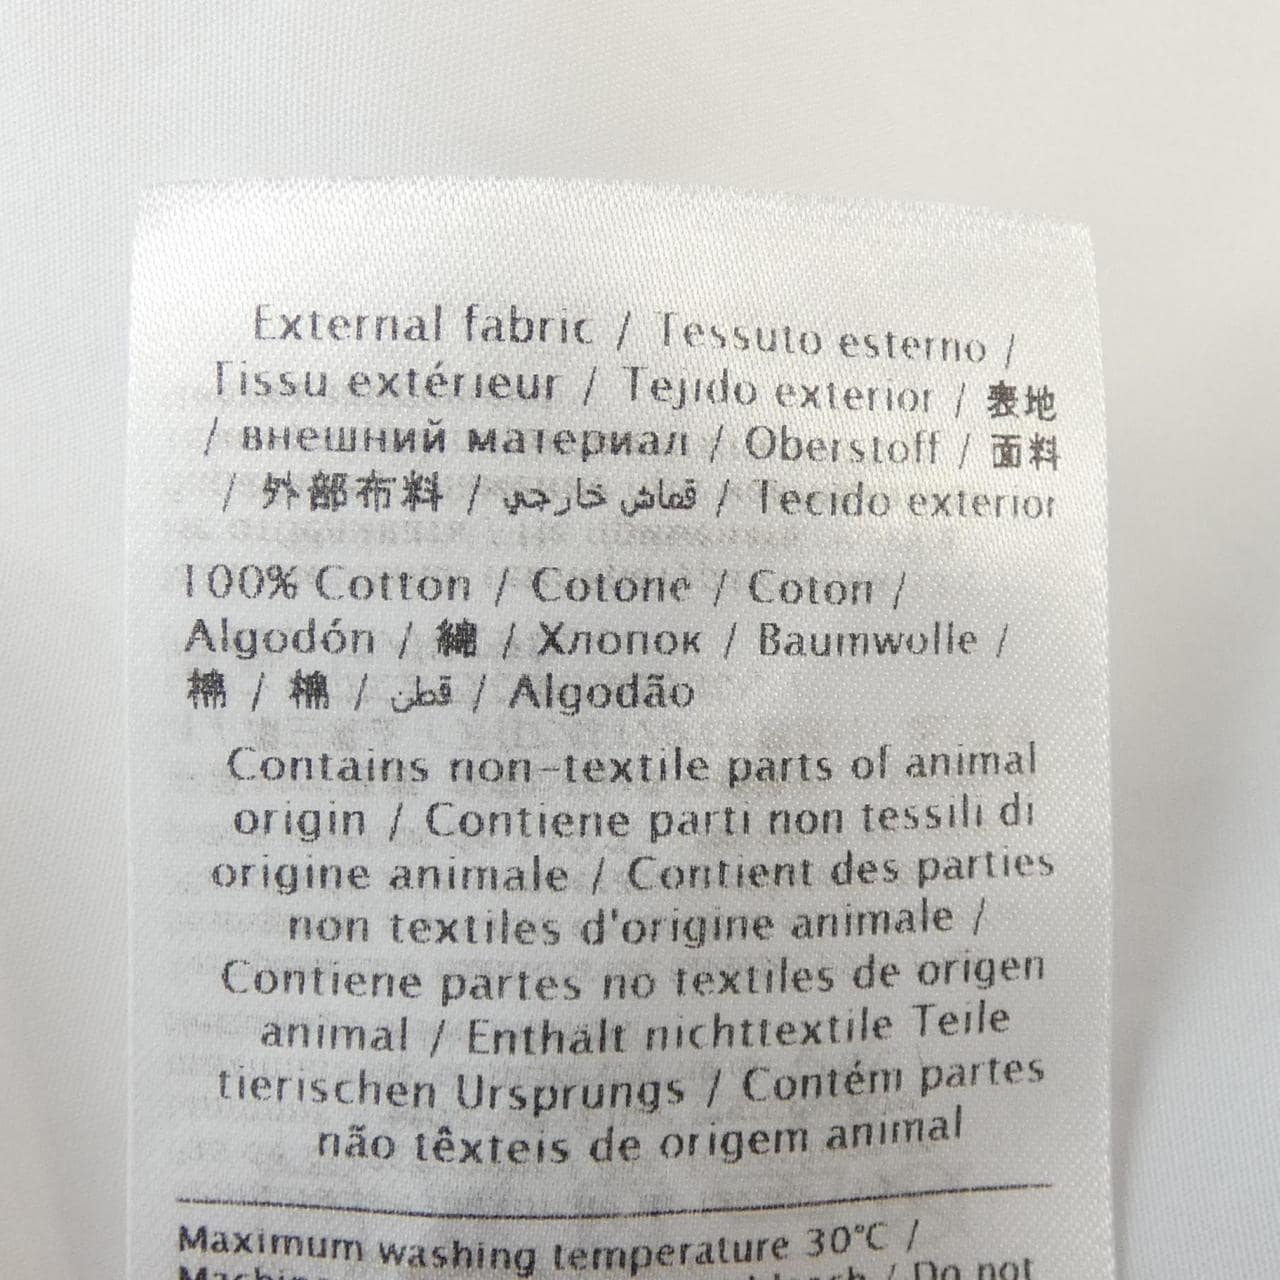 External fabric / Tessuto esterno /
Tissu extérieur / Tejido exterior / 表地
/ внешний материал / Oberstoff / 面料
/ 外部布料 / قماش خارجي / Tecido exterior
100% Cotton / Cotone / Coton /
Algodón / 綿 / Хлопок / Baumwolle /
棉 / 棉 / قطن / Algodão
Contains non-textile parts of animal
origin / Contiene parti non tessili di
origine animale / Contient des parties
non textiles d'origine animale /
Contiene partes no textiles de origen
animal / Enthält nichttextile Teile
tierischen Ursprungs / Contém partes
não têxteis de origem animal
Maximum washing temperature 30°C /
/ Do not